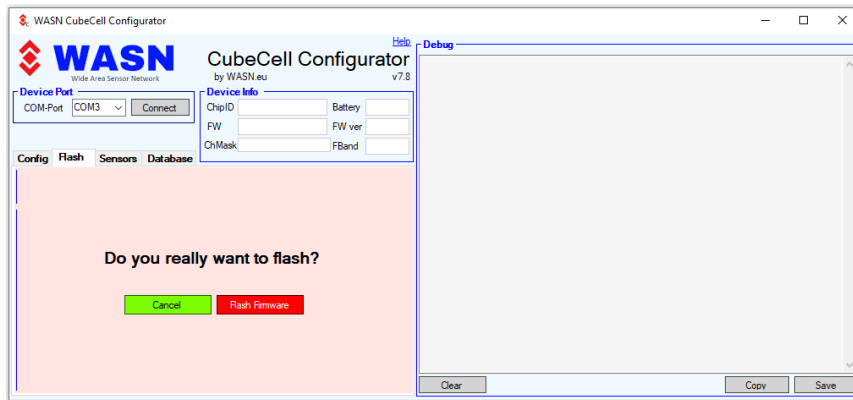 WASN CubeCell Configurator
WASN
Wide Area Sensor Network
CubeCell Configurator
by WASN.eu
v7.8
Help
Device Port
COM-Port COM3 Connect
Device Info
ChipID Battery
FW FW ver
ChMask FBand
Config Flash Sensors Database
Do you really want to flash?
Cancel Flash Firmware
Debug
Clear Copy Save